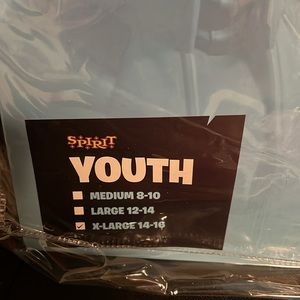 SPIRIT
YOUTH
MEDIUM 8-10
LARGE 12-14
X-LARGE 14-16